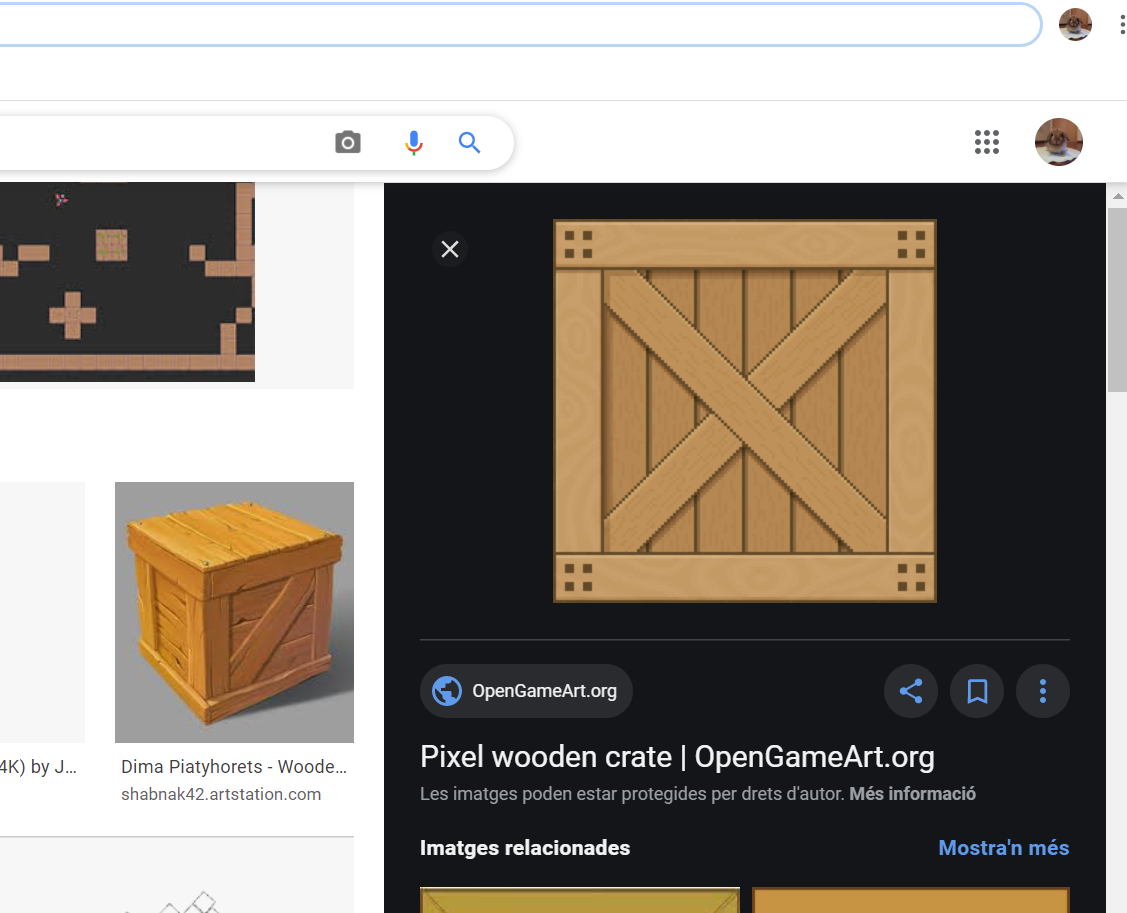 4K) by J...
Dima Piatyhorets - Woode...
shabnak42.artstation.com
OpenGameArt.org
Pixel wooden crate | OpenGameArt.org
Les imatges poden estar protegides per drets d'autor. Més informació
Imatges relacionades
Mostra'n més